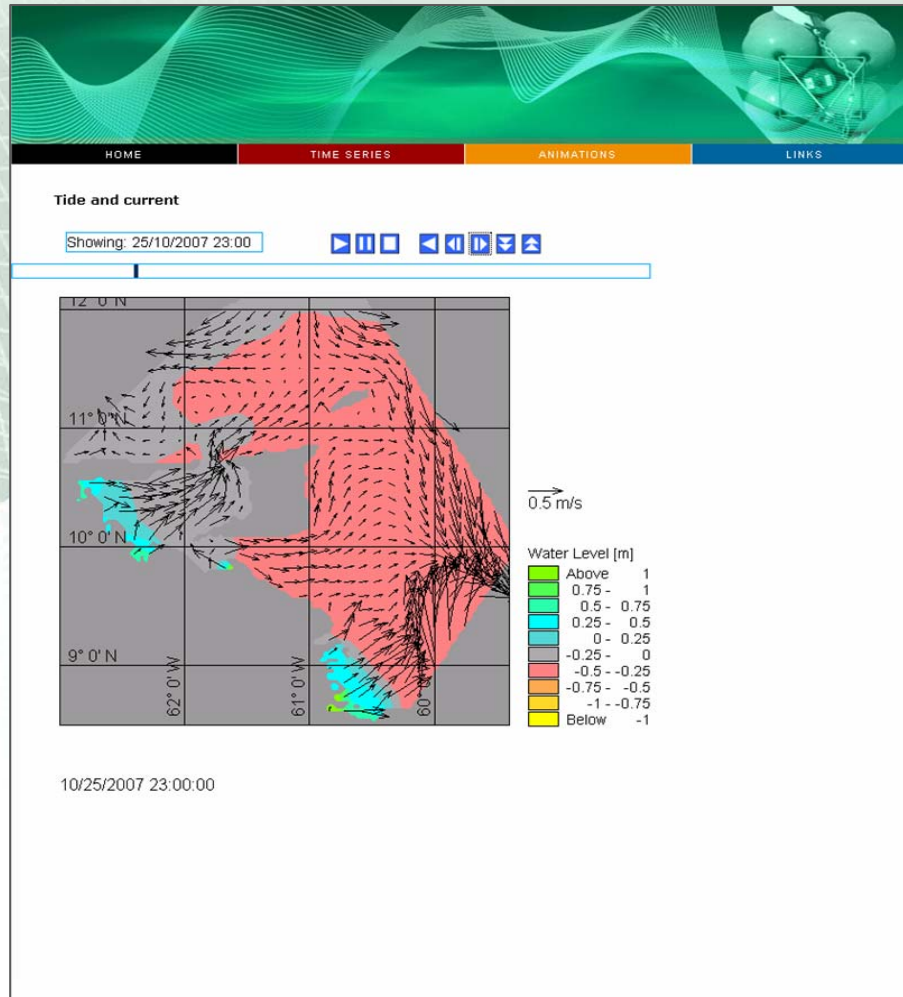 HOME TIME SERIES ANIMATIONS LINKS
Tide and current
Showing: 25/10/2007 23:00
12° 0' N
11° 0' N
10° 0' N
9° 0' N
62° 0' W
61° 0' W
60° 0' W
0.5 m/s
Water Level [m]
Above 1
0.75 - 1
0.5 - 0.75
0.25 - 0.5
0 - 0.25
-0.25 - 0
-0.5 - -0.25
-0.75 - -0.5
-1 - -0.75
Below -1
10/25/2007 23:00:00